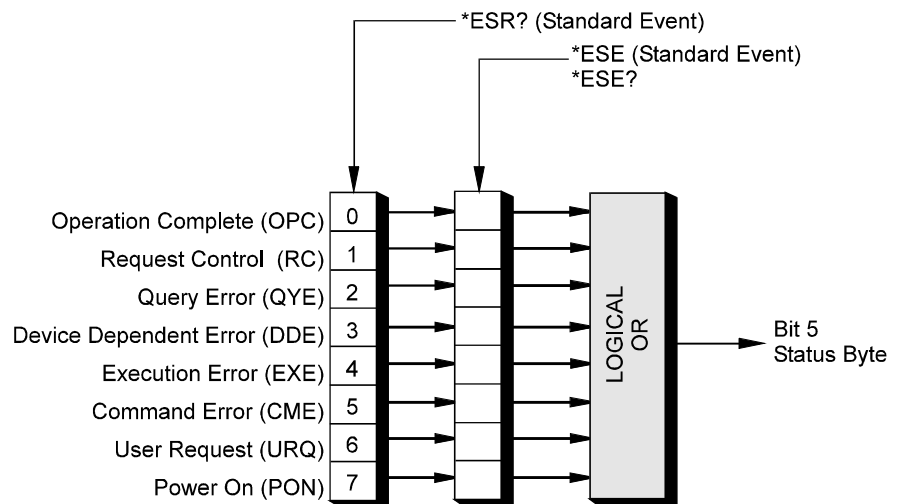 *ESR? (Standard Event)
*ESE (Standard Event)
*ESE?
Operation Complete (OPC) 0
Request Control (RC) 1
Query Error (QYE) 2
Device Dependent Error (DDE) 3
Execution Error (EXE) 4
Command Error (CME) 5
User Request (URQ) 6
Power On (PON) 7
LOGICAL
OR
Bit 5
Status Byte